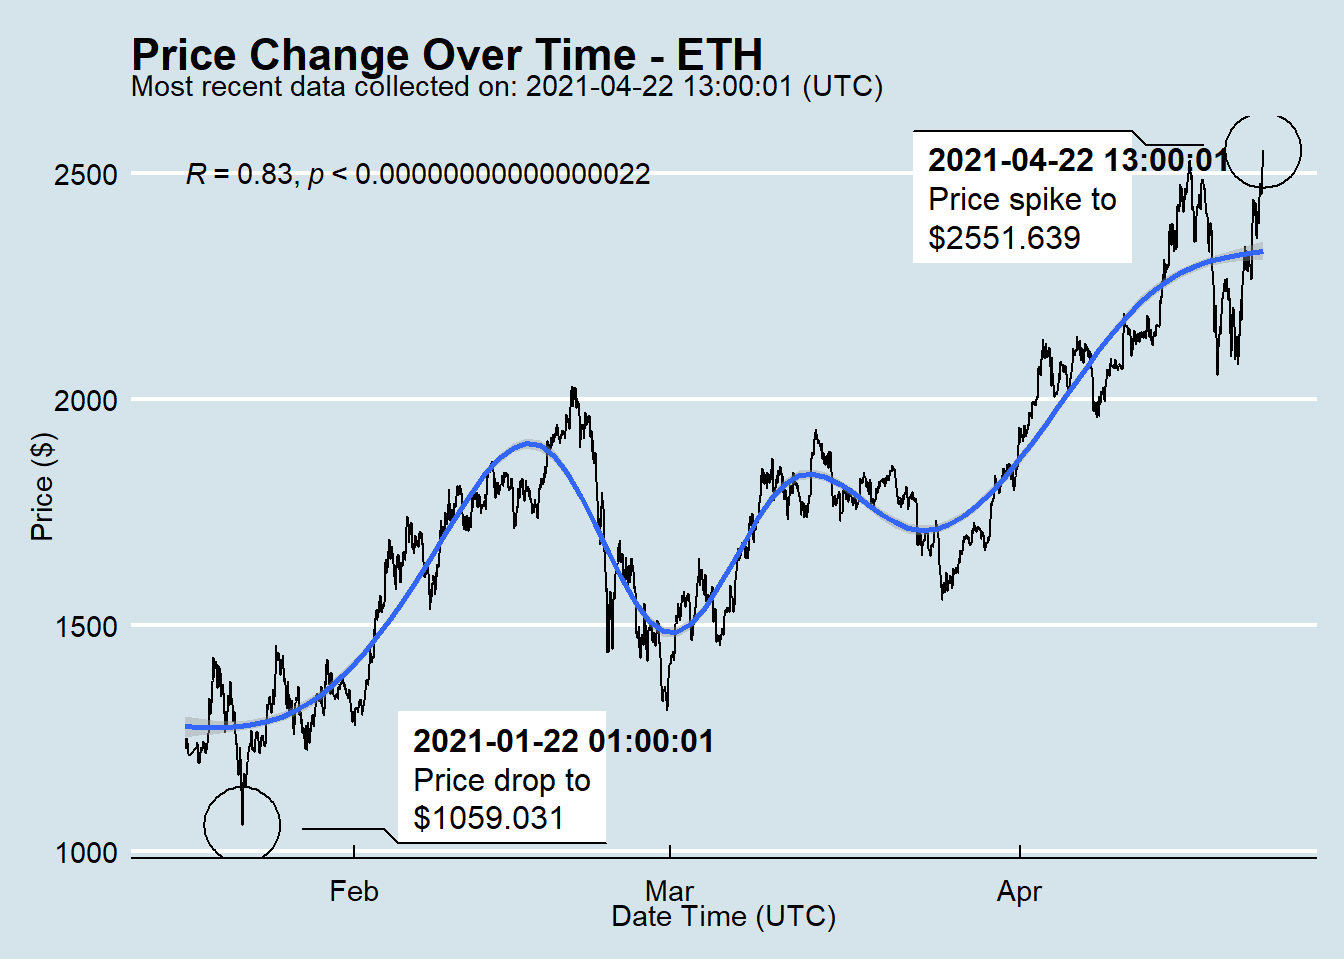 Price Change Over Time - ETH
Most recent data collected on: 2021-04-22 13:00:01 (UTC)
R = 0.83, p < 0.00000000000000022
2021-04-22 13:00:01
Price spike to
$2551.639
2500
2000
1500
1000
Price ($)
2021-01-22 01:00:01
Price drop to
$1059.031
Feb
Mar
Apr
Date Time (UTC)